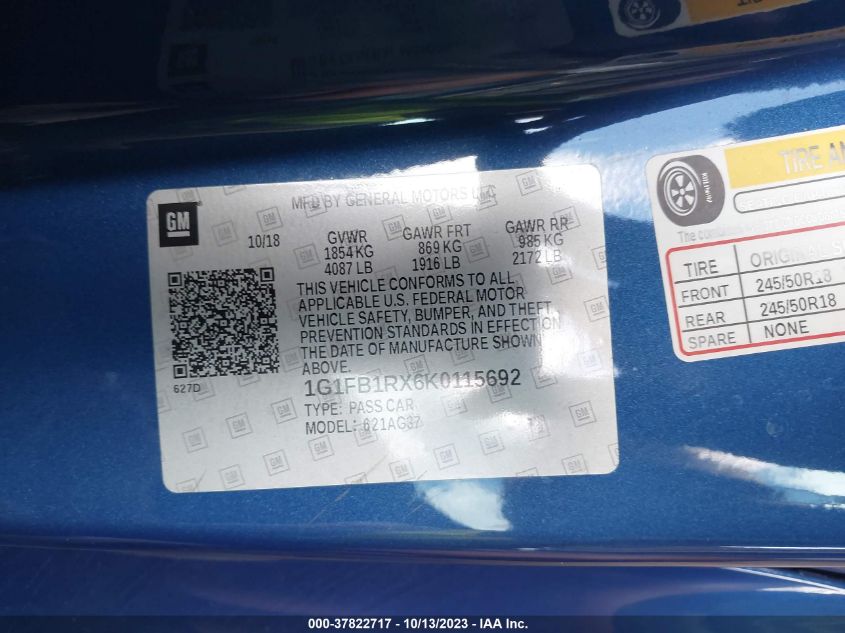 GM
MFD BY GENERAL MOTORS LLC
10/18
GVWR GAWR FRT GAWR RR
1854 KG 869 KG 985 KG
4087 LB 1916 LB 2172 LB
THIS VEHICLE CONFORMS TO ALL
APPLICABLE U.S. FEDERAL MOTOR
VEHICLE SAFETY, BUMPER, AND THEFT
PREVENTION STANDARDS IN EFFECT ON
THE DATE OF MANUFACTURE SHOWN
ABOVE.
627D
1G1FB1RX6K0115692
TYPE: PASS CAR
MODEL: 621AG37
TIRE AN
The
TIRE ORIGINAL
FRONT 245/50R18
REAR 245/50R18
SPARE NONE
000-37822717 - 10/13/2023 - IAA Inc.